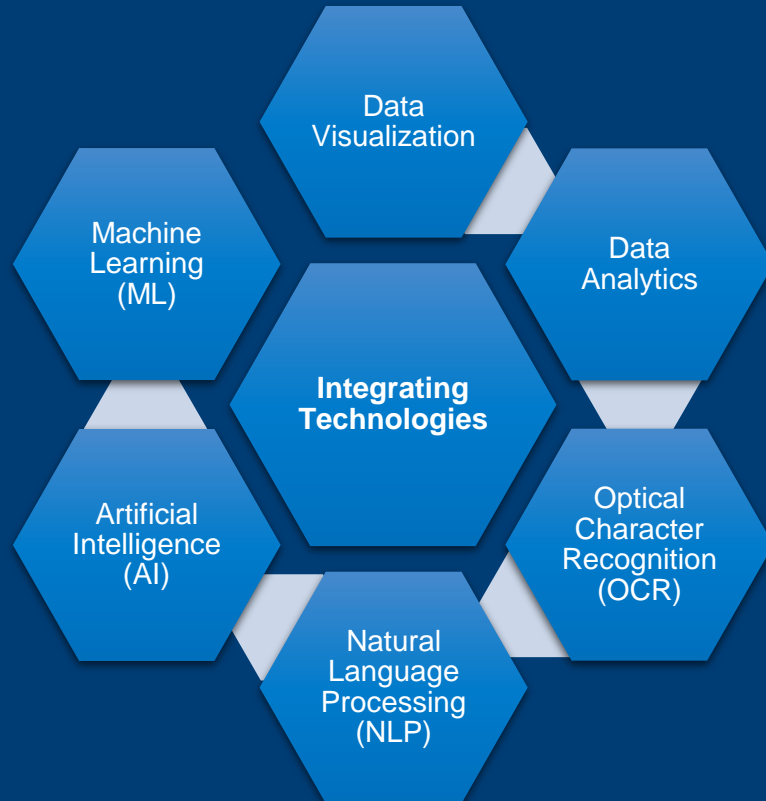 Data
Visualization
Data
Analytics
Optical
Character
Recognition
(OCR)
Natural
Language
Processing
(NLP)
Artificial
Intelligence
(AI)
Machine
Learning
(ML)
Integrating
Technologies